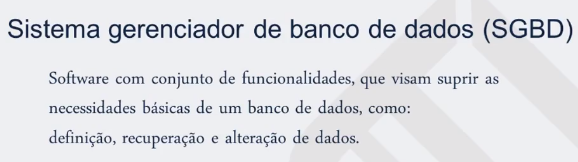 Sistema gerenciador de banco de dados (SGBD)
Software com conjunto de funcionalidades, que visam suprir as
necessidades básicas de um banco de dados, como:
definição, recuperação e alteração de dados.